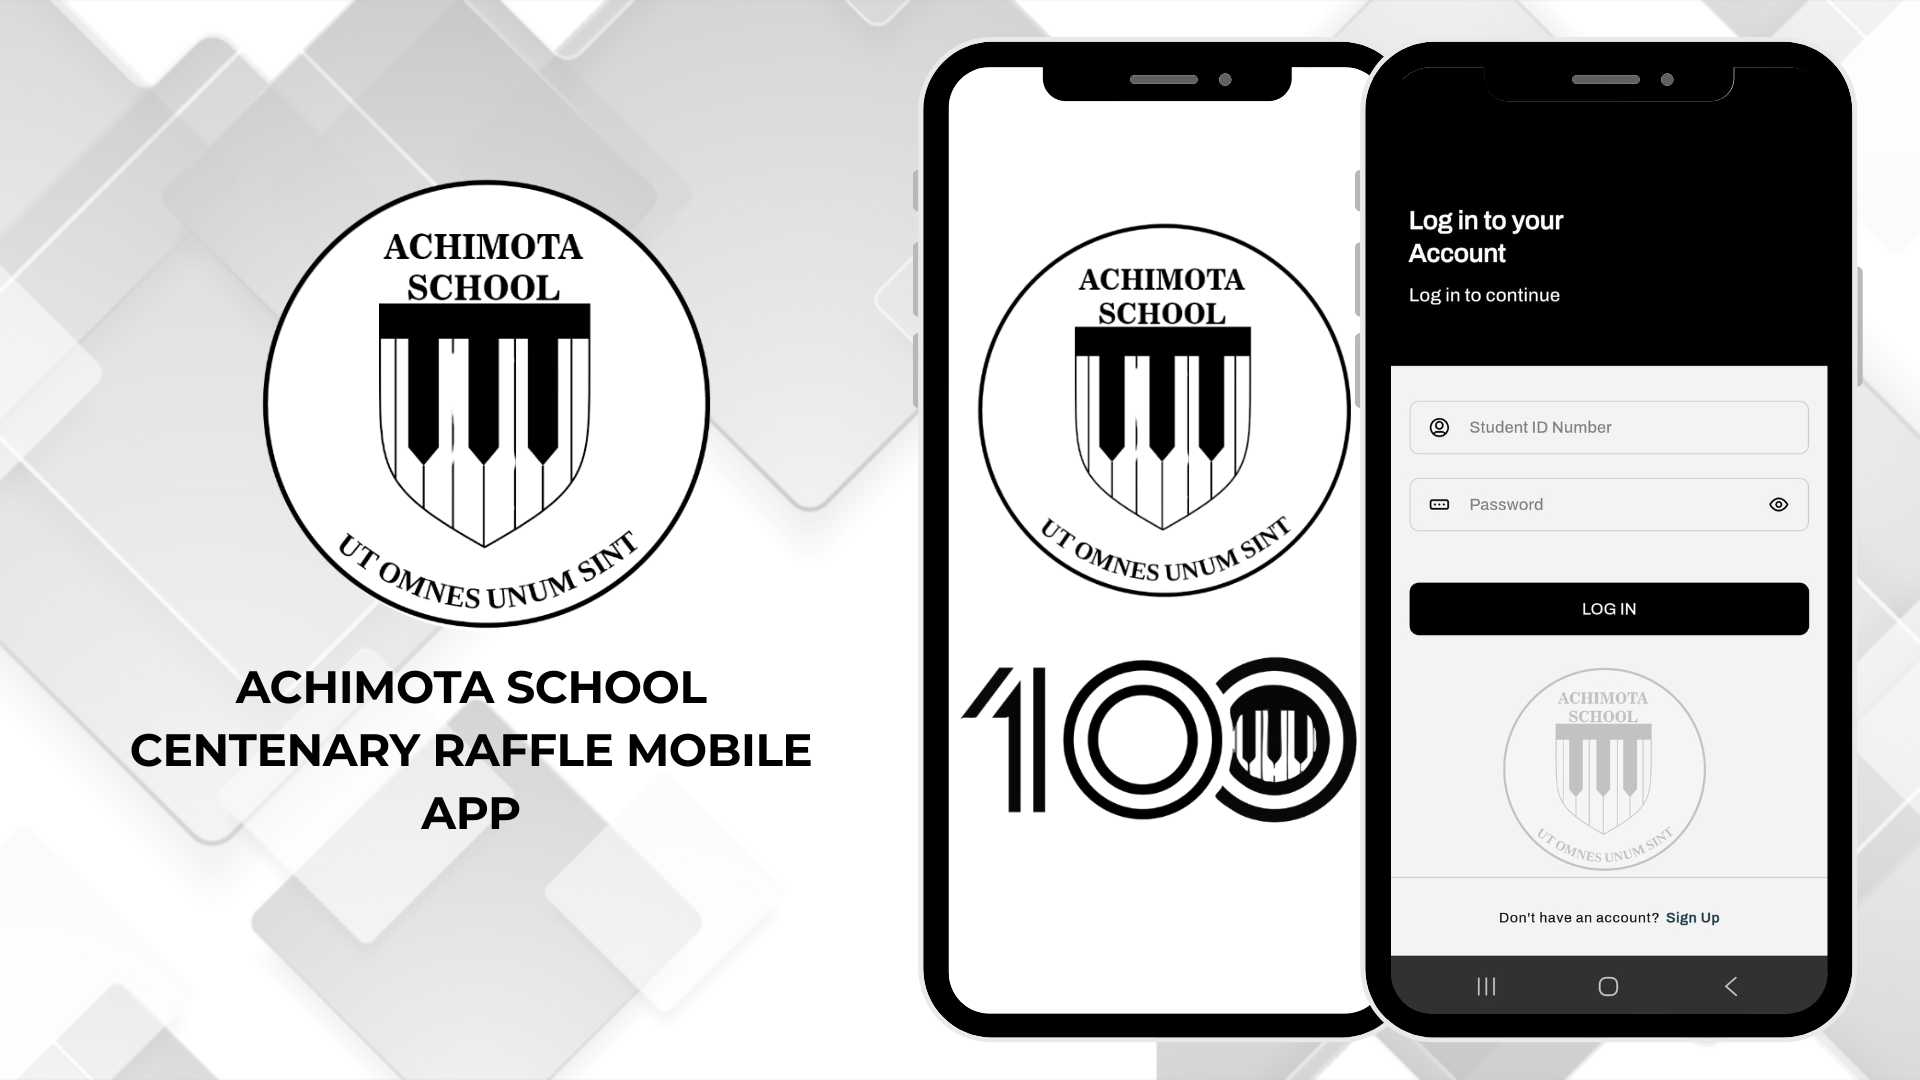 ACHIMOTA
SCHOOL
UT OMNES UNUM SINT
ACHIMOTA SCHOOL
CENTENARY RAFFLE MOBILE
APP
ACHIMOTA
SCHOOL
UT OMNES UNUM SINT
100
Log in to your
Account
Log in to continue
Student ID Number
Password
LOG IN
ACHIMOTA
SCHOOL
UT OMNES UNUM SINT
Don't have an account? Sign Up